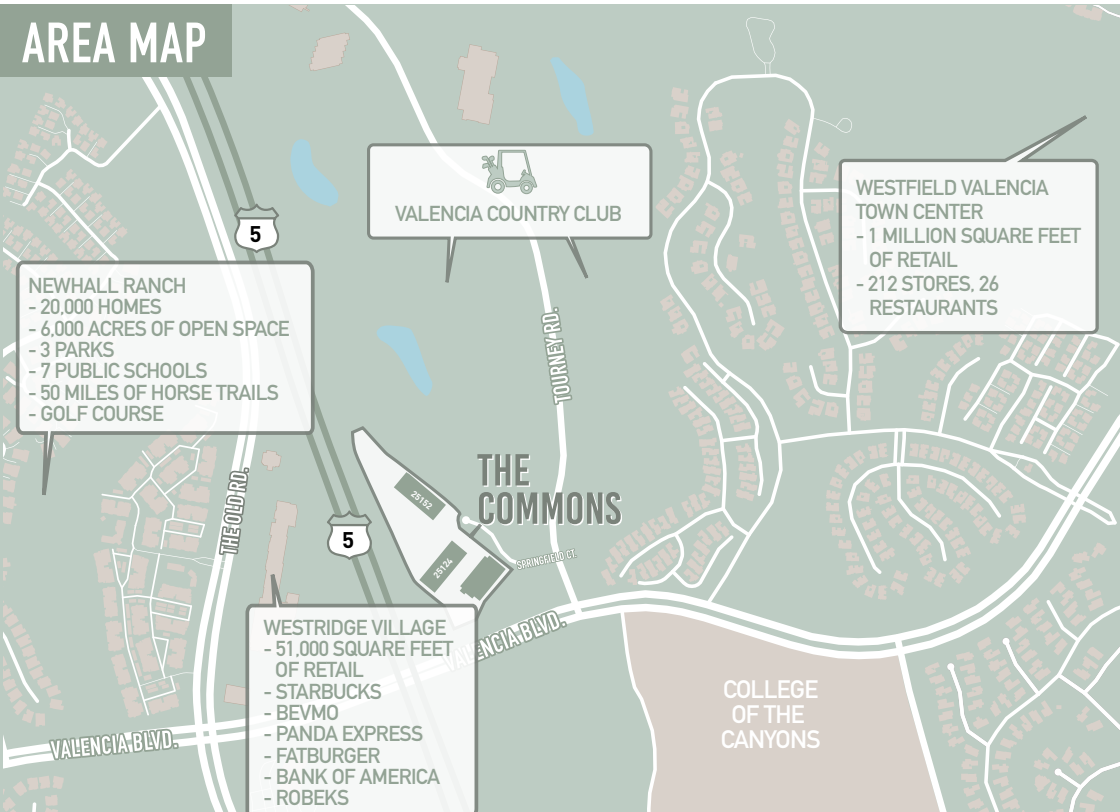 AREA MAP
5
VALENCIA COUNTRY CLUB
WESTFIELD VALENCIA
TOWN CENTER
- 1 MILLION SQUARE FEET
OF RETAIL
- 212 STORES, 26
RESTAURANTS
NEWHALL RANCH
- 20,000 HOMES
- 6,000 ACRES OF OPEN SPACE
- 3 PARKS
- 7 PUBLIC SCHOOLS
- 50 MILES OF HORSE TRAILS
- GOLF COURSE
TOURNEY RD.
THE OLD RD.
THE
COMMONS
25152
5
25124
SPRINGFIELD CT.
WESTRIDGE VILLAGE
- 51,000 SQUARE FEET
OF RETAIL
- STARBUCKS
- BEVMO
- PANDA EXPRESS
- FATBURGER
- BANK OF AMERICA
- ROBEKS
VALENCIA BLVD.
VALENCIA BLVD.
COLLEGE
OF THE
CANYONS